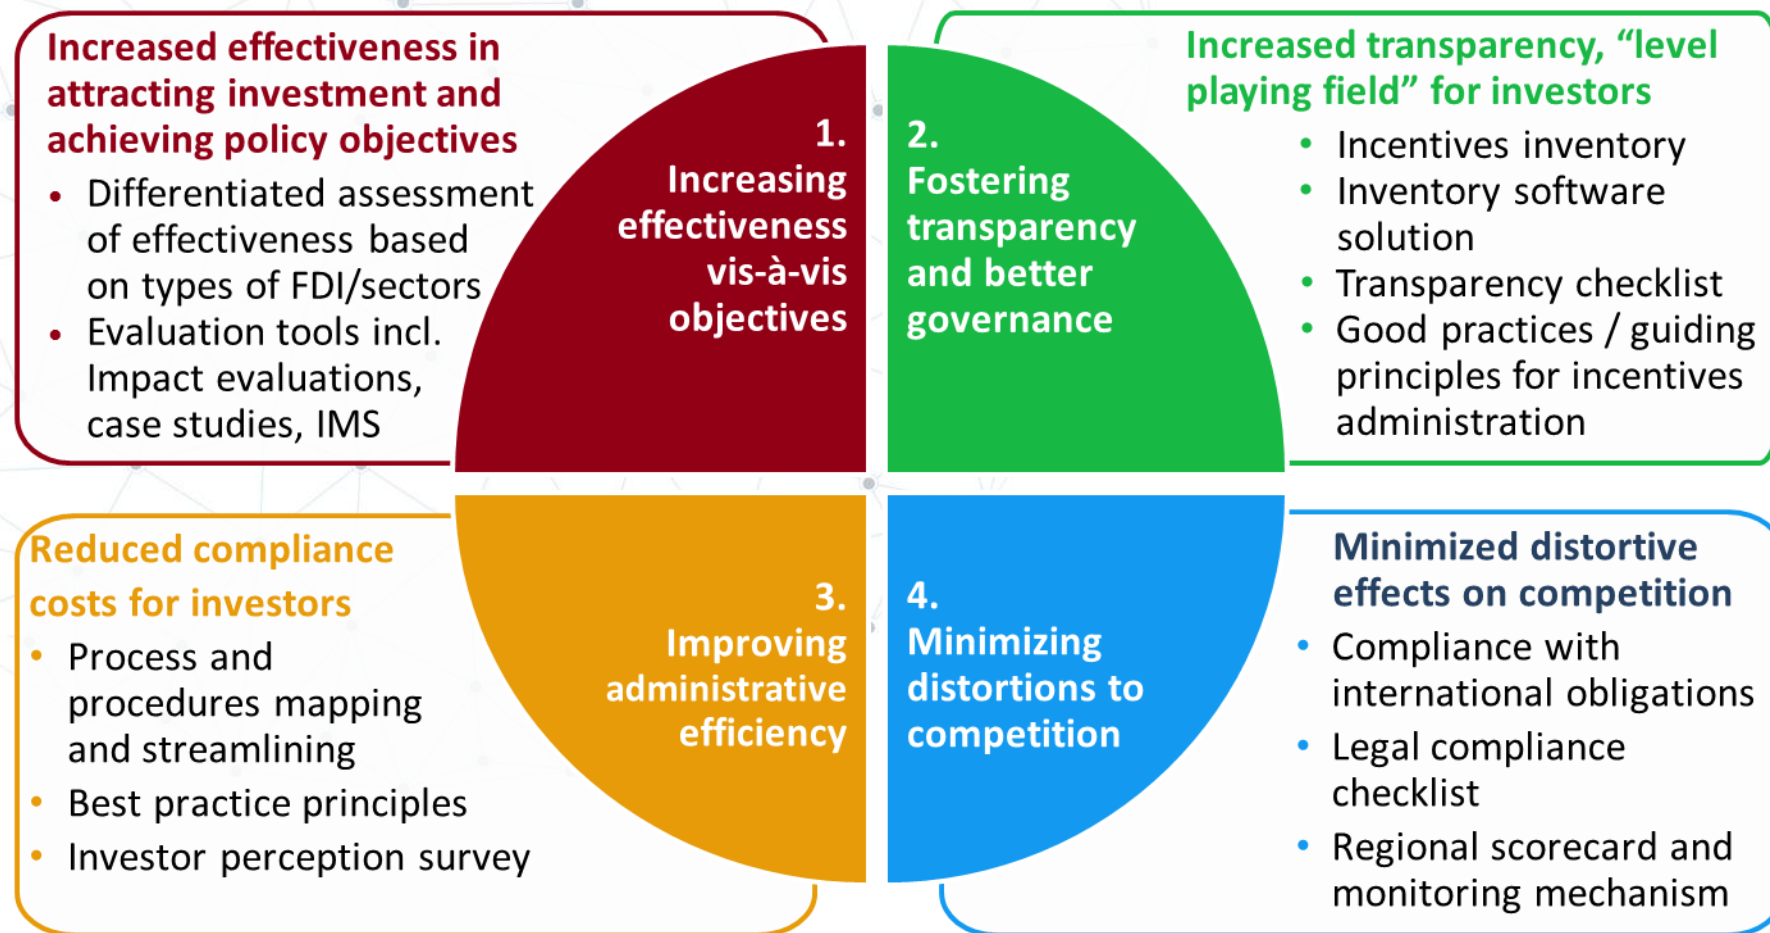 Increased effectiveness in
attracting investment and
achieving policy objectives
• Differentiated assessment
of effectiveness based
on types of FDI/sectors
• Evaluation tools incl.
Impact evaluations,
case studies, IMS
1.
Increasing
effectiveness
vis-à-vis
objectives
2.
Fostering
transparency
and better
governance
Increased transparency, “level
playing field” for investors
• Incentives inventory
• Inventory software
solution
• Transparency checklist
• Good practices / guiding
principles for incentives
administration
Reduced compliance
costs for investors
• Process and
procedures mapping
and streamlining
• Best practice principles
• Investor perception survey
3.
Improving
administrative
efficiency
4.
Minimizing
distortions to
competition
Minimized distortive
effects on competition
• Compliance with
international obligations
• Legal compliance
checklist
• Regional scorecard and
monitoring mechanism